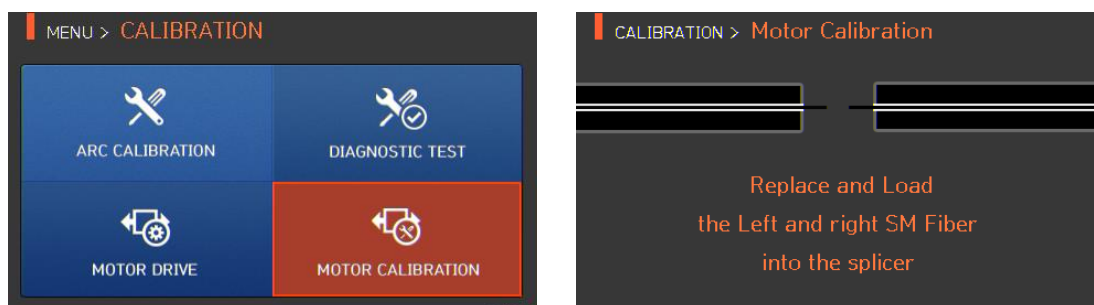 MENU > CALIBRATION
ARC CALIBRATION
DIAGNOSTIC TEST
MOTOR DRIVE
MOTOR CALIBRATION
CALIBRATION > Motor Calibration
Replace and Load
the Left and right SM Fiber
into the splicer